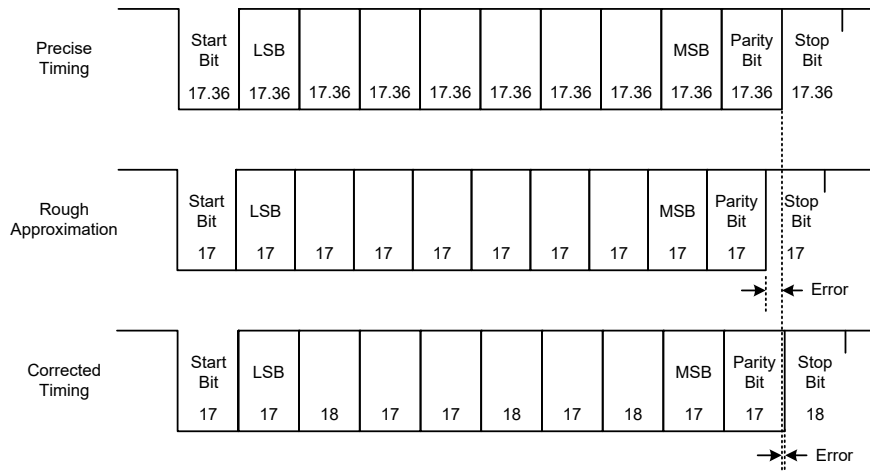 Precise
Timing
Start
Bit
LSB
MSB
Parity
Bit
Stop
Bit
17.36 17.36 17.36 17.36 17.36 17.36 17.36 17.36 17.36 17.36 17.36
Rough
Approximation
Start
Bit
LSB
MSB
Parity
Bit
Stop
Bit
17 17 17 17 17 17 17 17 17 17 17
Error
Corrected
Timing
Start
Bit
LSB
MSB
Parity
Bit
Stop
Bit
17 17 18 17 17 18 17 18 17 17 18
Error